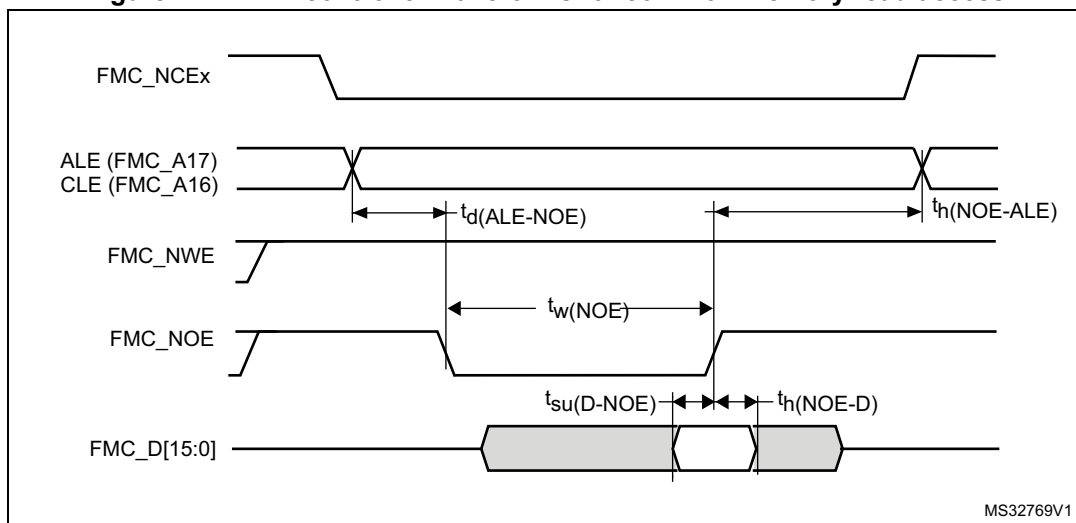 FMC_NCEx
ALE (FMC_A17)
CLE (FMC_A16)
td(ALE-NOE)
th(NOE-ALE)
FMC_NWE
tw(NOE)
FMC_NOE
tsu(D-NOE)
th(NOE-D)
FMC_D[15:0]
MS32769V1